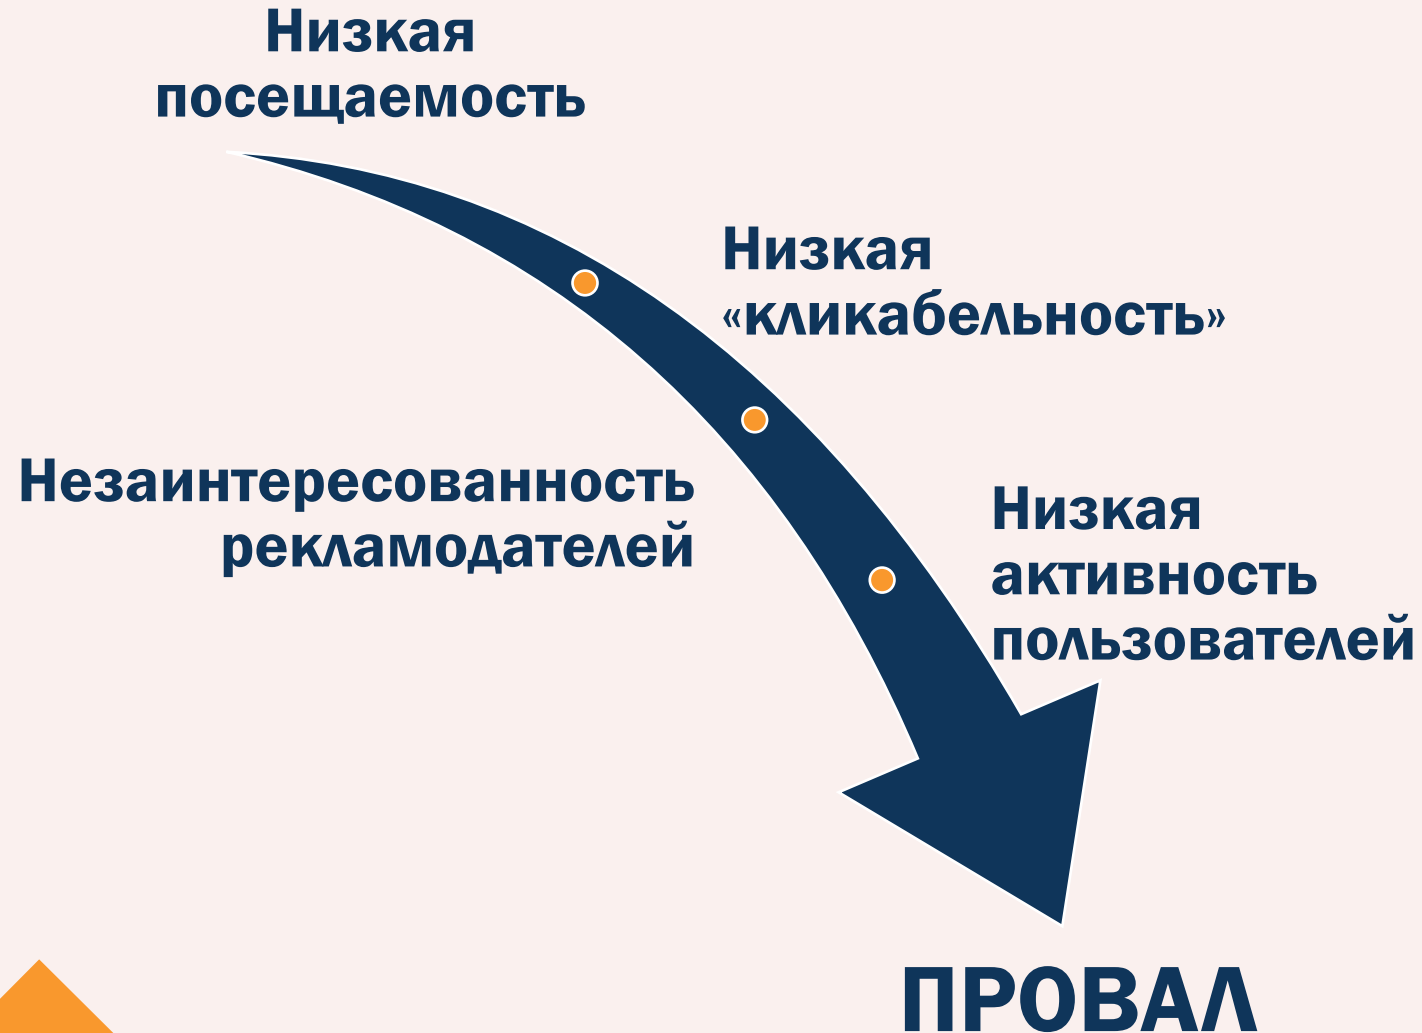 Низкая
посещаемость
Низкая
«кликабельность»
Незаинтересованность
рекламодателей
Низкая
активность
пользователей
ПРОВАЛ